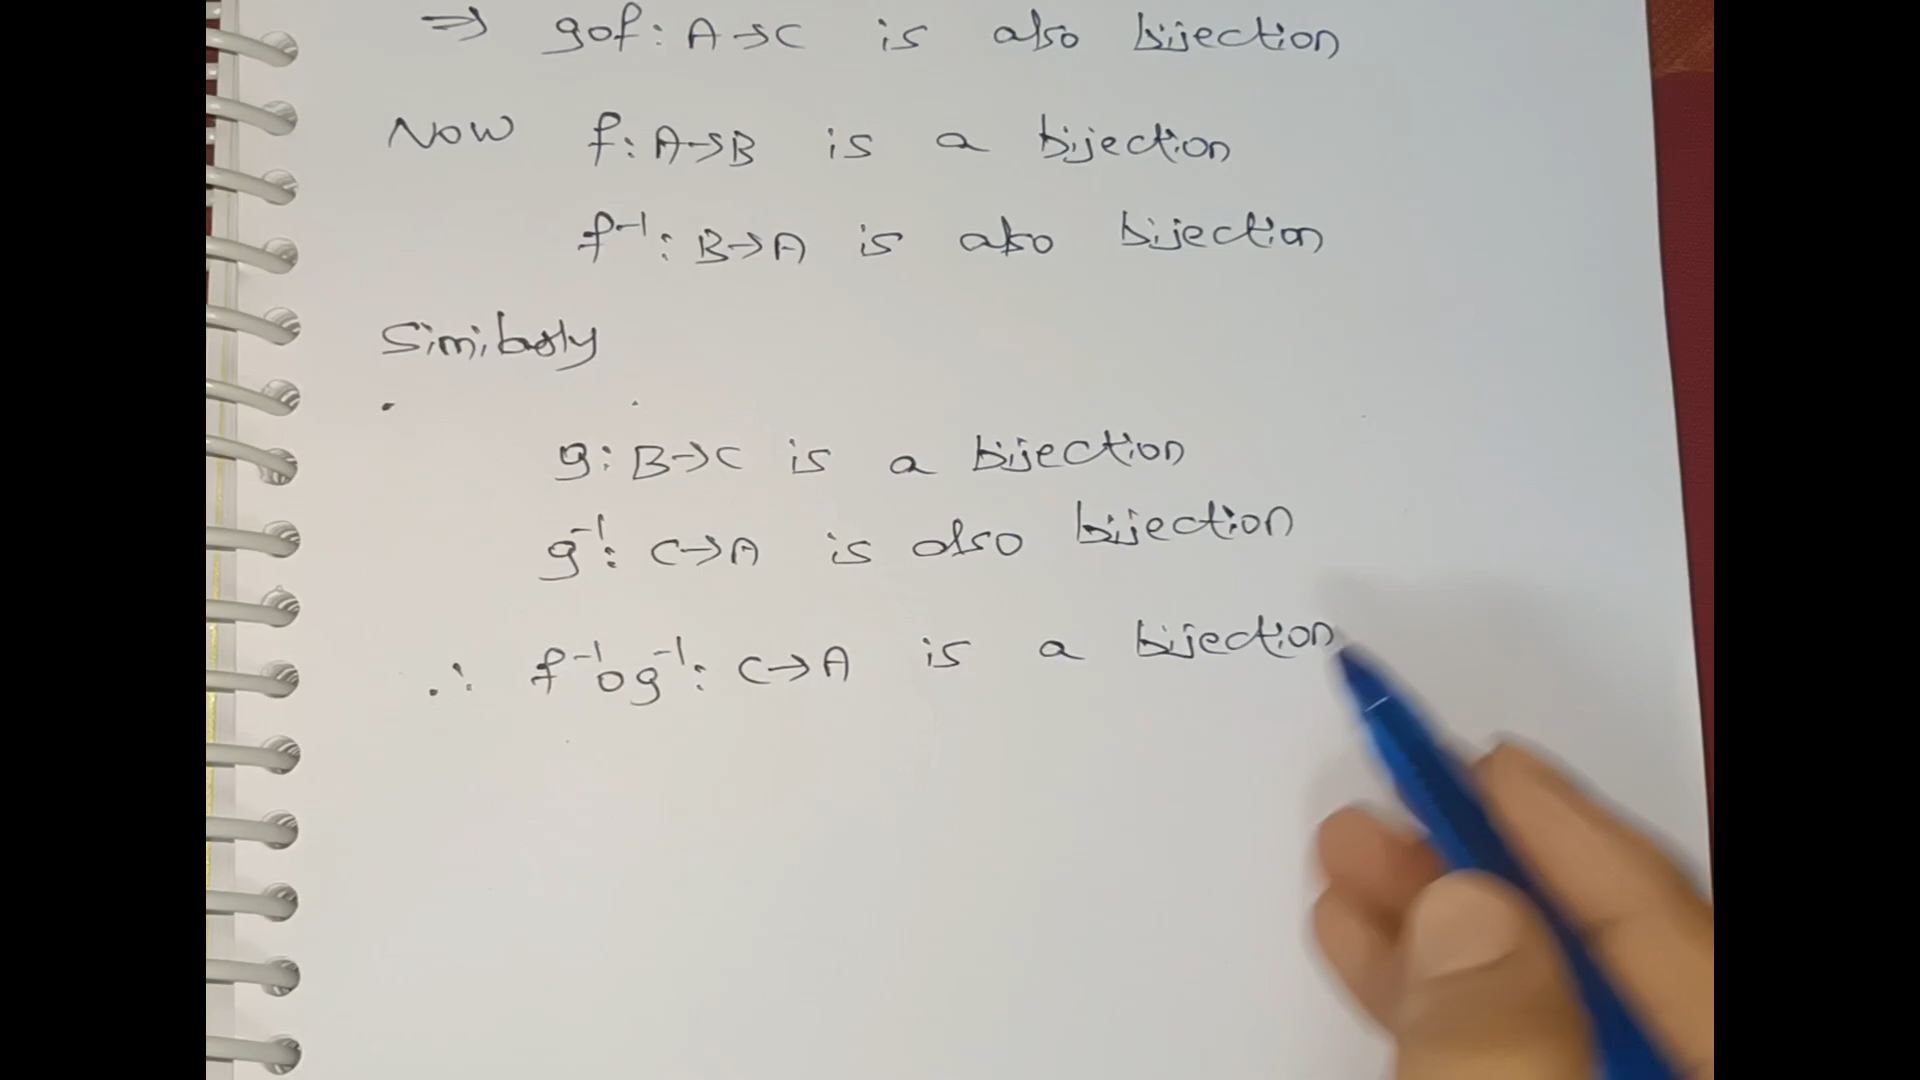 ⇒ gof: A→C is also bijection
Now f: A→B is a bijection
f⁻¹: B→A is also bijection
Similarly
g: B→C is a bijection
g⁻¹: C→A is also bijection
∴ f⁻¹og⁻¹: C→A is a bijection